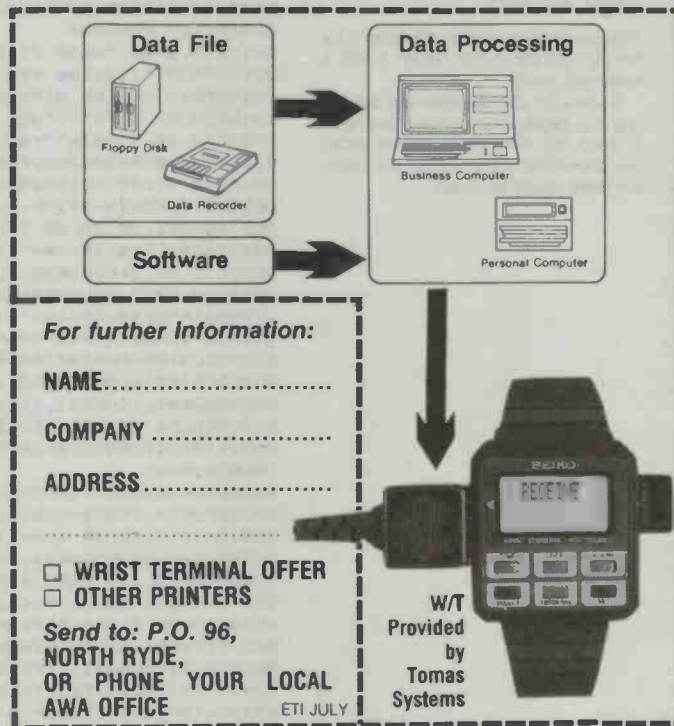 Data File
Floppy Disk
Data Recorder
Data Processing
Business Computer
Personal Computer
Software
For further information:
NAME..............................
COMPANY ........................
ADDRESS.........................
..........................................
□ WRIST TERMINAL OFFER
□ OTHER PRINTERS
Send to: P.O. 96,
NORTH RYDE,
OR PHONE YOUR LOCAL
AWA OFFICE
ETI JULY
SEIKO
RECEIVE
W/T
Provided
by
Tomas
Systems